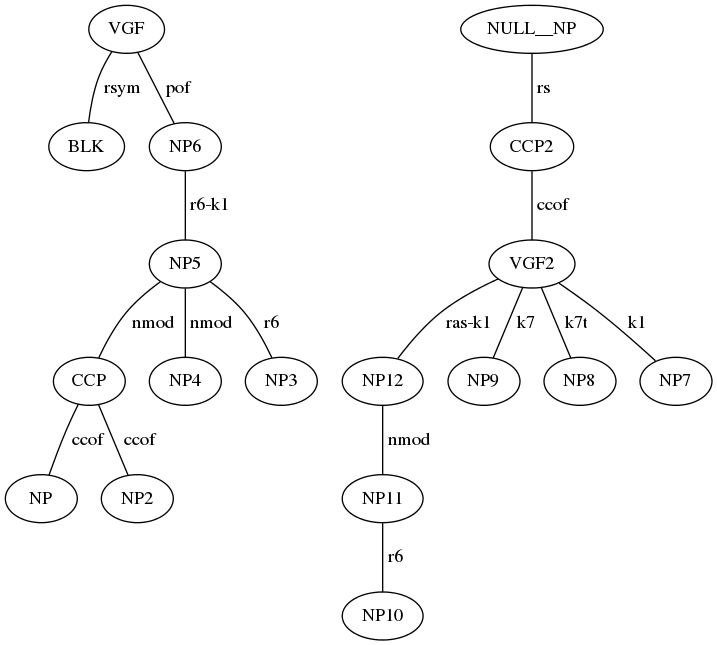 VGF NULL__NP
rsym pof rs
BLK NP6 CCP2
r6-k1 ccof
NP5 VGF2
nmod nmod r6 ras-k1 k7 k7t k1
CCP NP4 NP3 NP12 NP9 NP8 NP7
ccof ccof nmod
NP NP2 NP11
r6
NP10